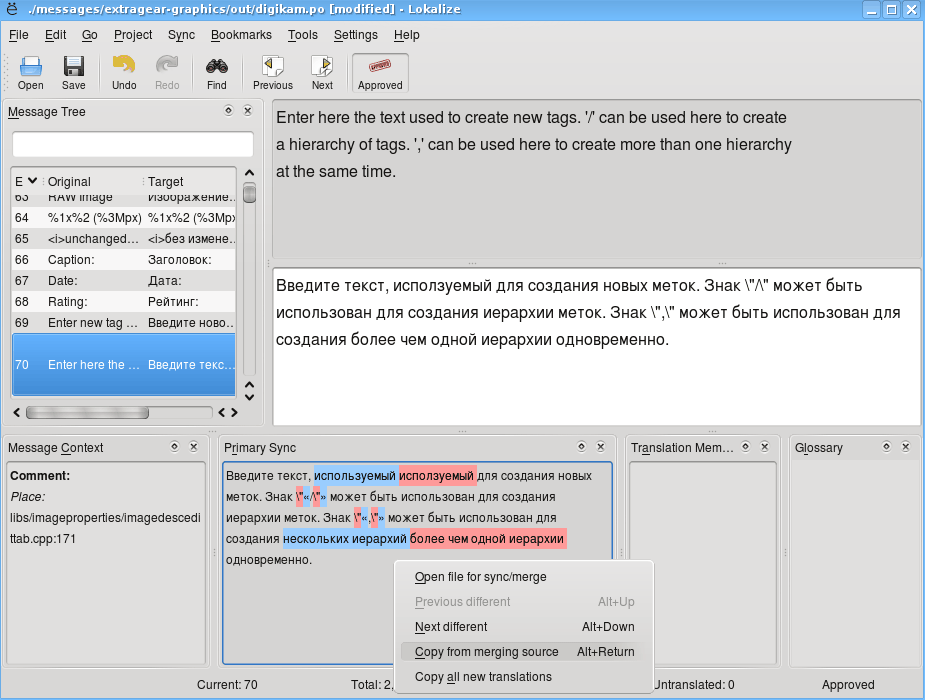 ./messages/extragear-graphics/out/digikam.po [modified] - Lokalize
File Edit Go Project Sync Bookmarks Tools Settings Help
Open Save Undo Redo Find Previous Next Approved
Message Tree
E Original Target
63 RAW Image Изображение...
64 %1x%2 (%3Mpx) %1x%2 (%3Mpx)
65 <i>unchanged... <i>без измене...
66 Caption: Заголовок:
67 Date: Дата:
68 Rating: Рейтинг:
69 Enter new tag ... Введите ново...
70 Enter here the ... Введите текс...
Enter here the text used to create new tags. '/' can be used here to create
a hierarchy of tags. ',' can be used here to create more than one hierarchy
at the same time.
Введите текст, исползуемый для создания новых меток. Знак \"/\" может быть
использован для создания иерархии меток. Знак \",\" может быть использован для
создания более чем одной иерархии одновременно.
Message Context
Comment:
Place:
libs/imageproperties/imagedescedi
ttab.cpp:171
Primary Sync
Введите текст, используемый исползуемый для создания новых
меток. Знак \"«/\"» может быть использован для создания
иерархии меток. Знак \"«,\"» может быть использован для
создания нескольких иерархий более чем одной иерархии
одновременно.
Translation Mem...
Glossary
Open file for sync/merge
Previous different Alt+Up
Next different Alt+Down
Copy from merging source Alt+Return
Copy all new translations
Current: 70 Total: 2, Untranslated: 0 Approved